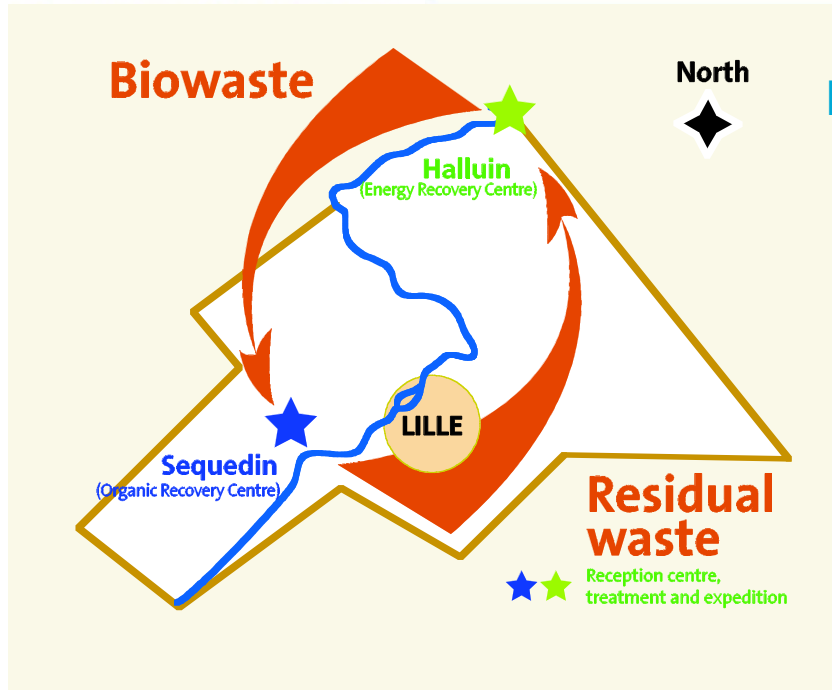 Biowaste
North
Halluin
(Energy Recovery Centre)
LILLE
Sequedin
(Organic Recovery Centre)
Residual
waste
Reception centre,
treatment and expedition